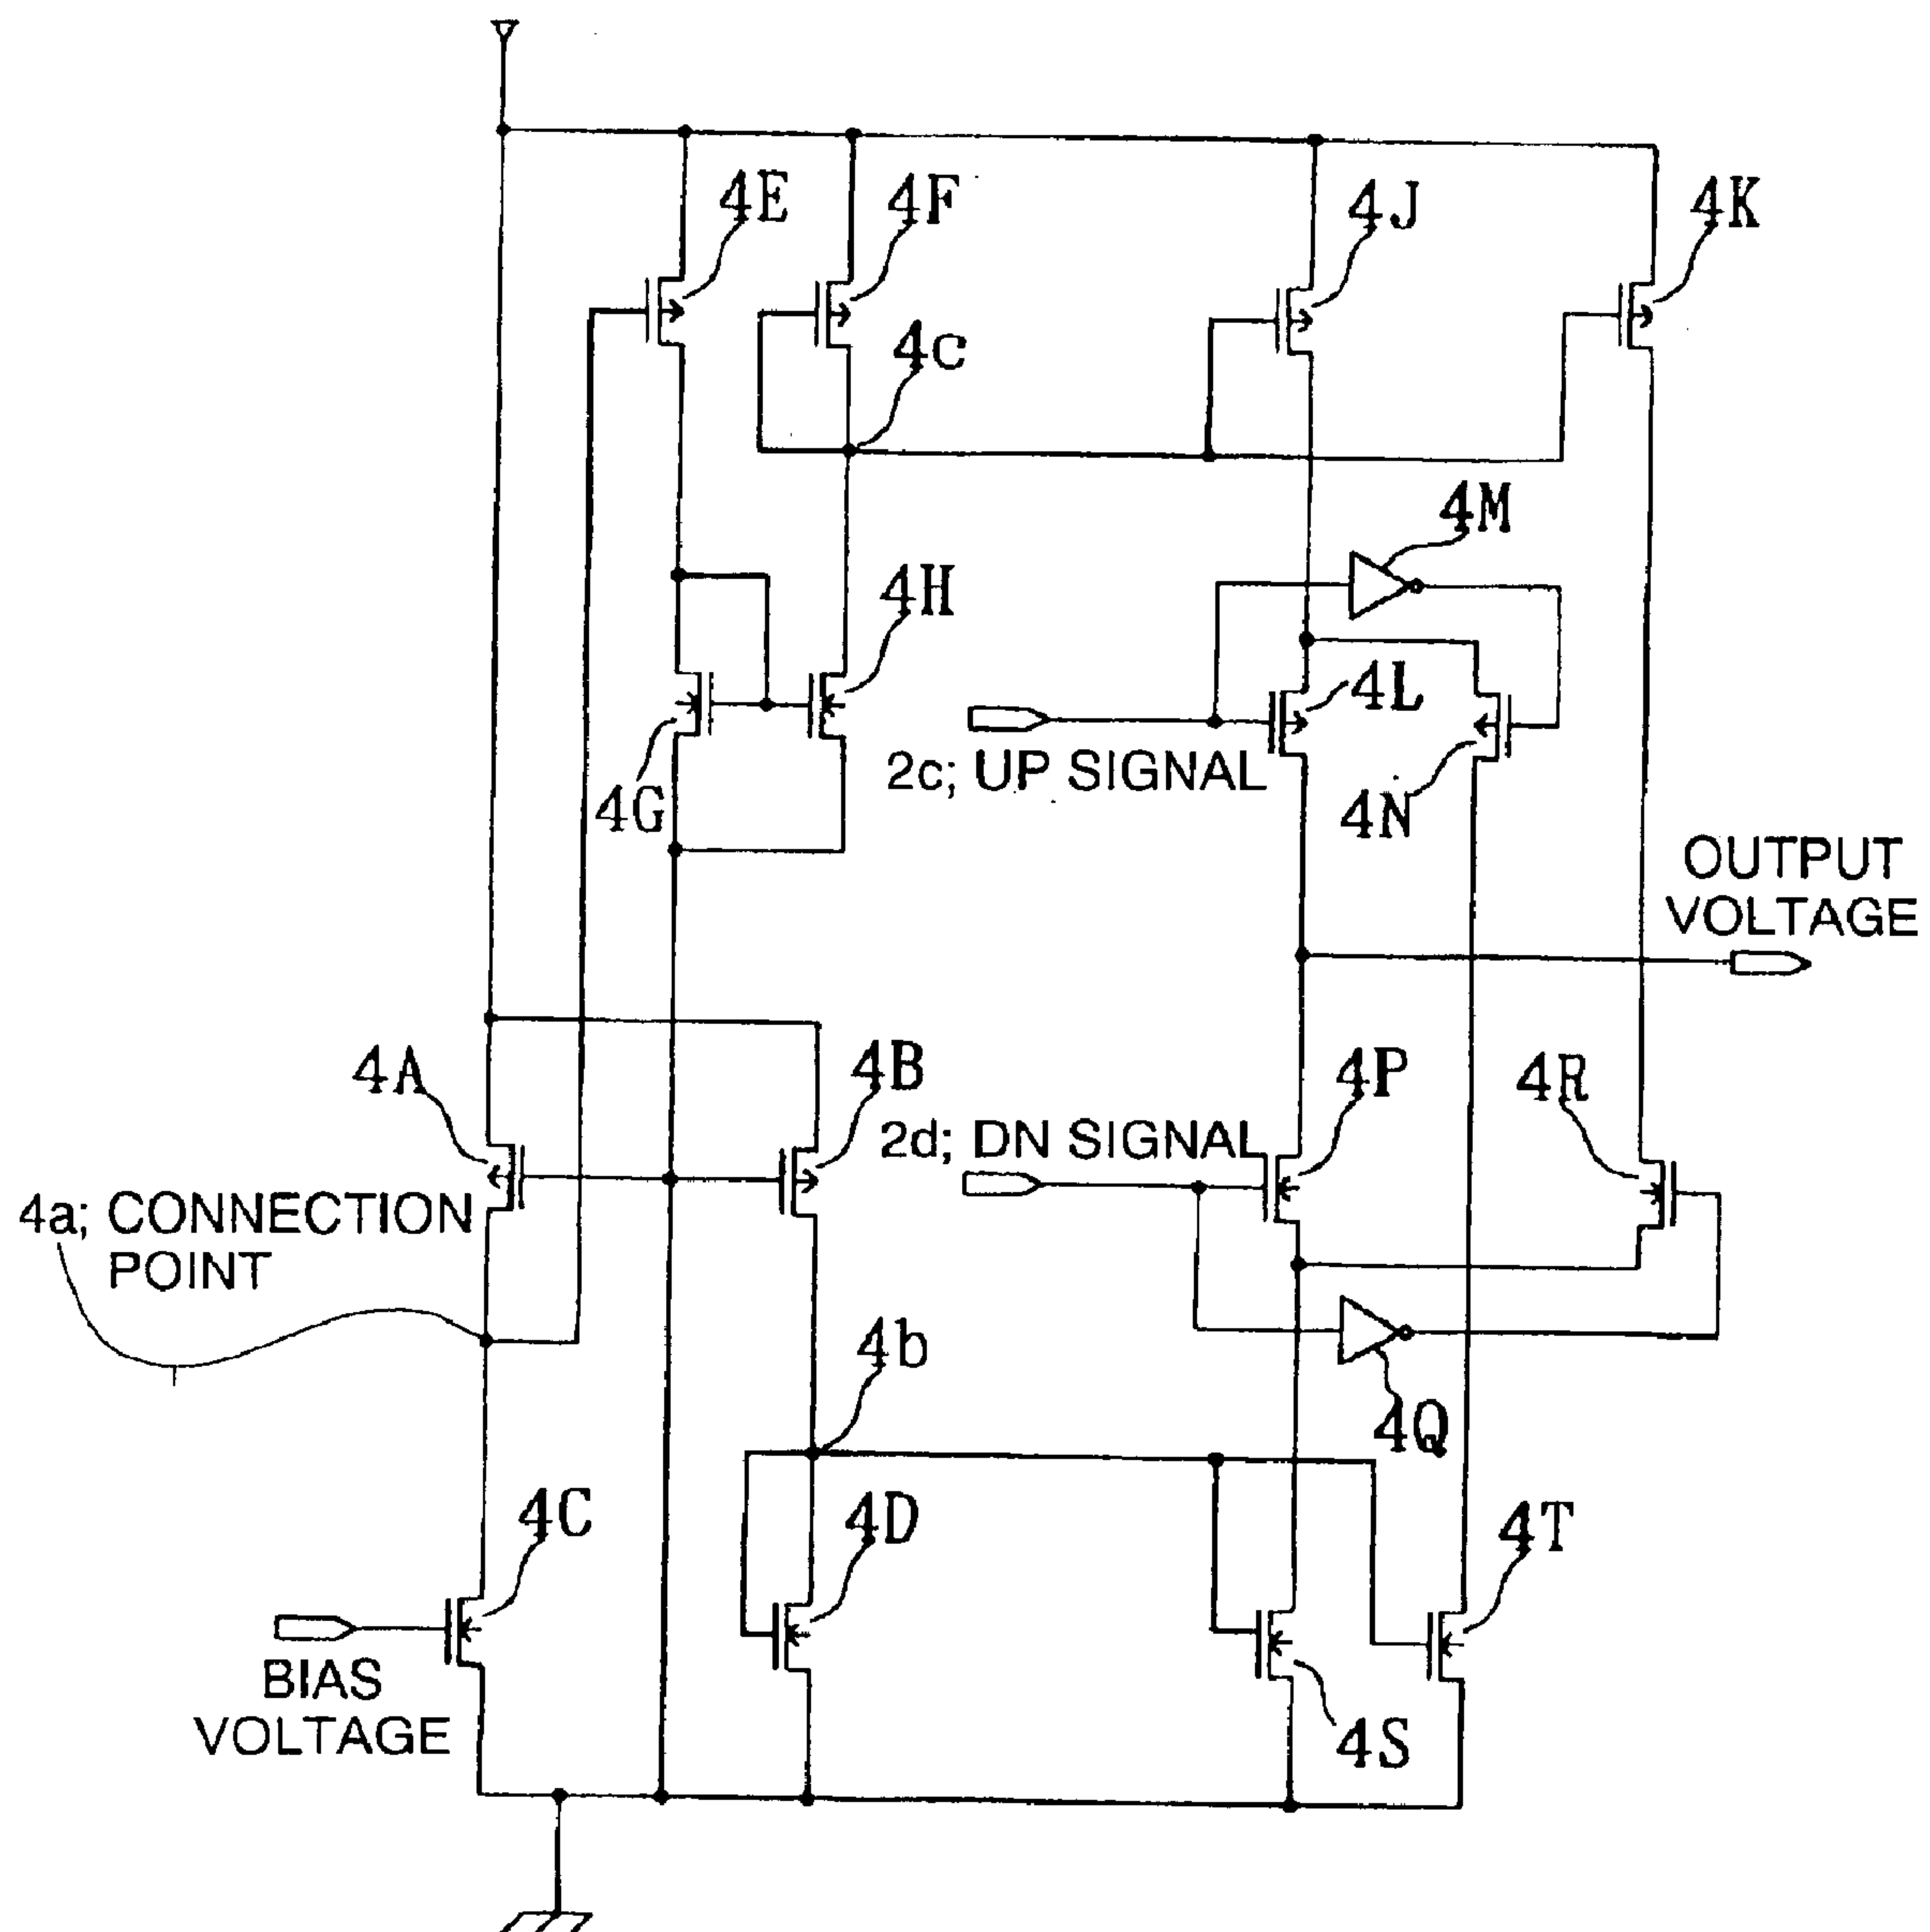 4E
4F
4J
4K
4c
4M
4H
4L
2c; UP SIGNAL
4G
4N
OUTPUT
VOLTAGE
4A
4B
4P
4R
2d; DN SIGNAL
4a; CONNECTION
POINT
4b
4Q
4C
4D
4T
BIAS
VOLTAGE
4S